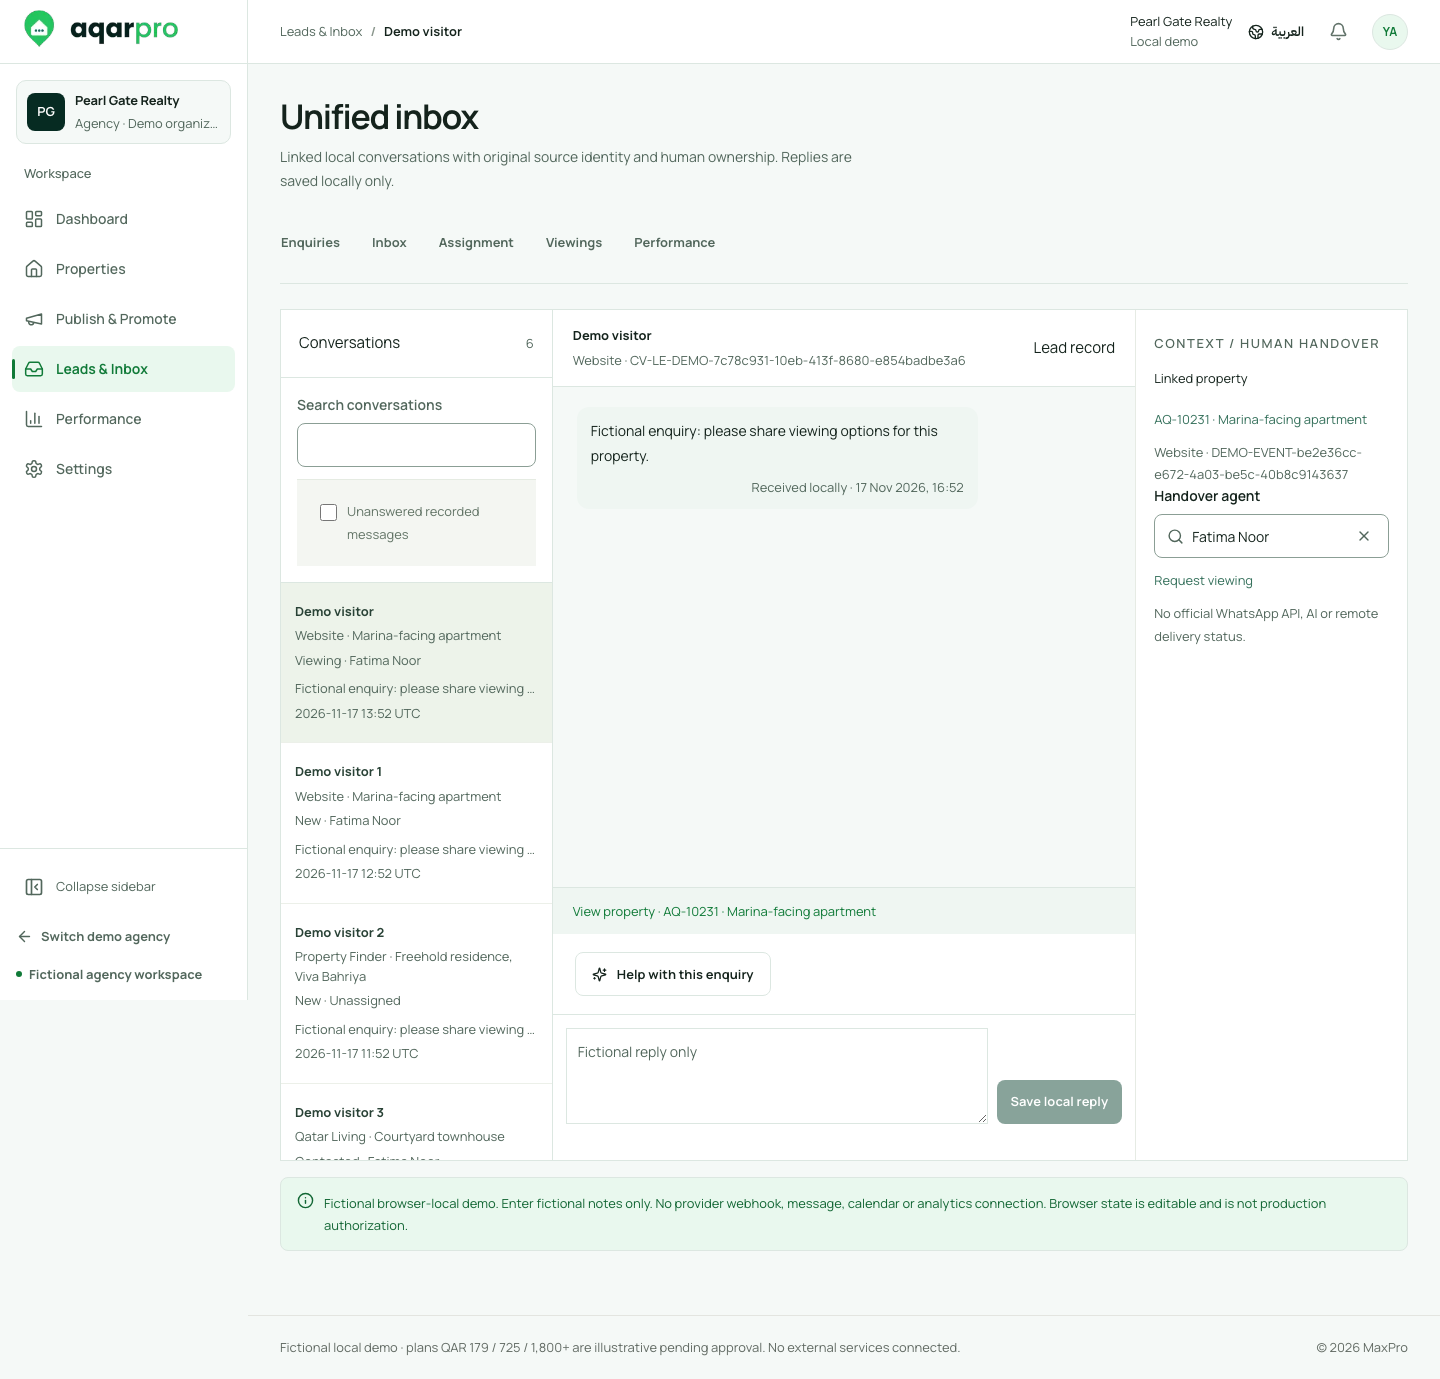 aqarpro
Leads & Inbox / Demo visitor
Pearl Gate Realty
Local demo
العربية
YA
PG
Pearl Gate Realty
Agency · Demo organiz...
Workspace
Dashboard
Properties
Publish & Promote
Leads & Inbox
Performance
Settings
Collapse sidebar
Switch demo agency
Fictional agency workspace
Unified inbox
Linked local conversations with original source identity and human ownership. Replies are
saved locally only.
Enquiries
Inbox
Assignment
Viewings
Performance
Conversations
6
Search conversations
Unanswered recorded
messages
Demo visitor
Website · Marina-facing apartment
Viewing · Fatima Noor
Fictional enquiry: please share viewing ...
2026-11-17 13:52 UTC
Demo visitor 1
Website · Marina-facing apartment
New · Fatima Noor
Fictional enquiry: please share viewing ...
2026-11-17 12:52 UTC
Demo visitor 2
Property Finder · Freehold residence,
Viva Bahriya
New · Unassigned
Fictional enquiry: please share viewing ...
2026-11-17 11:52 UTC
Demo visitor 3
Qatar Living · Courtyard townhouse
Contacted · Fatima Noor
Demo visitor
Website · CV-LE-DEMO-7c78c931-10eb-413f-8680-e854badbe3a6
Lead record
Fictional enquiry: please share viewing options for this
property.
Received locally · 17 Nov 2026, 16:52
View property · AQ-10231 · Marina-facing apartment
Help with this enquiry
Fictional reply only
Save local reply
CONTEXT / HUMAN HANDOVER
Linked property
AQ-10231 · Marina-facing apartment
Website · DEMO-EVENT-be2e36cc-
e672-4a03-be5c-40b8c9143637
Handover agent
Fatima Noor
Request viewing
No official WhatsApp API, AI or remote
delivery status.
Fictional browser-local demo. Enter fictional notes only. No provider webhook, message, calendar or analytics connection. Browser state is editable and is not production
authorization.
Fictional local demo · plans QAR 179 / 725 / 1,800+ are illustrative pending approval. No external services connected.
© 2026 MaxPro